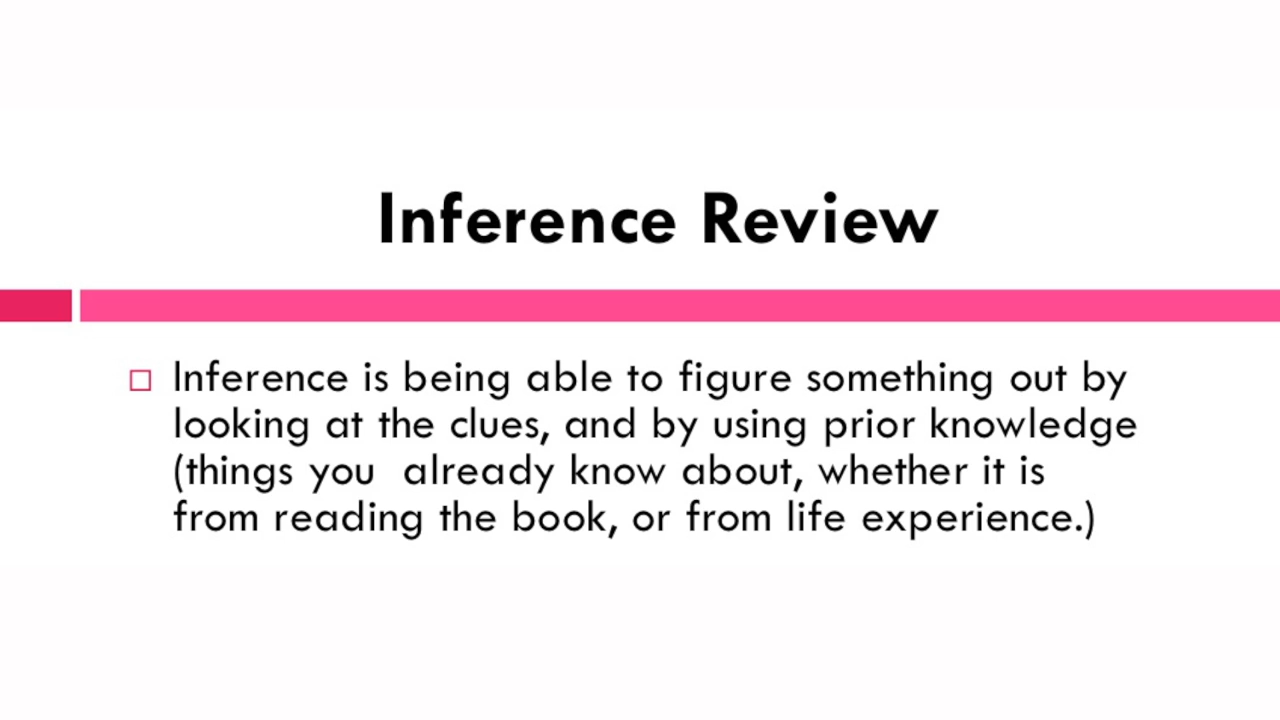 Inference Review
Inference is being able to figure something out by
looking at the clues, and by using prior knowledge
(things you  already know about, whether it is
from reading the book, or from life experience.)